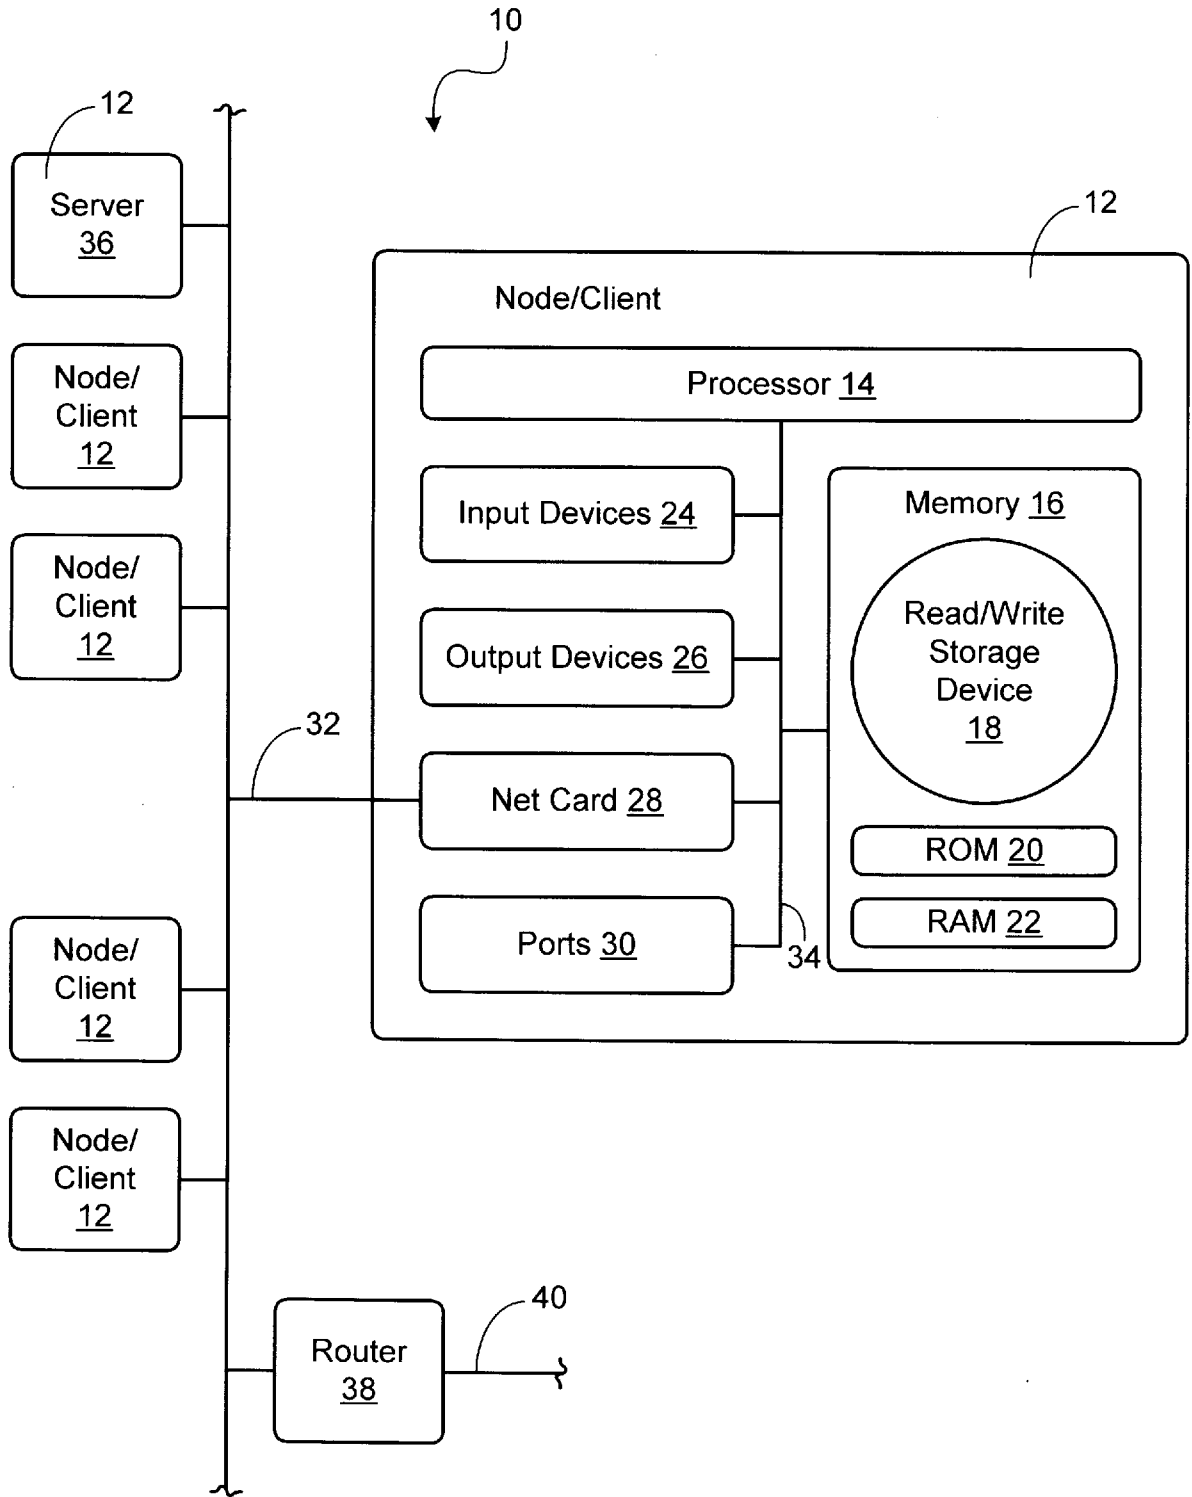 10
12
Server
36
12
Node/Client
Node/
Client
12
Processor 14
Input Devices 24
Memory 16
Node/
Client
12
Read/Write
Storage
Device
18
Output Devices 26
32
Net Card 28
ROM 20
RAM 22
Ports 30
34
Node/
Client
12
Node/
Client
12
40
Router
38